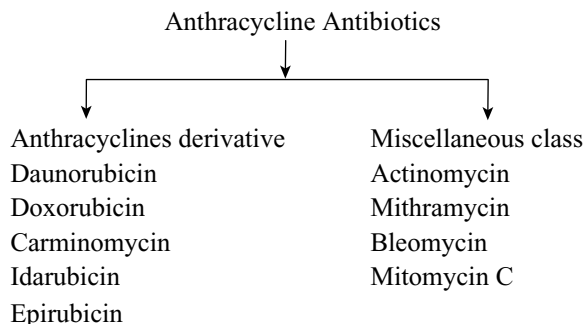 Anthracycline Antibiotics
Anthracyclines derivative
Daunorubicin
Doxorubicin
Carminomycin
Idarubicin
Epirubicin
Miscellaneous class
Actinomycin
Mithramycin
Bleomycin
Mitomycin C